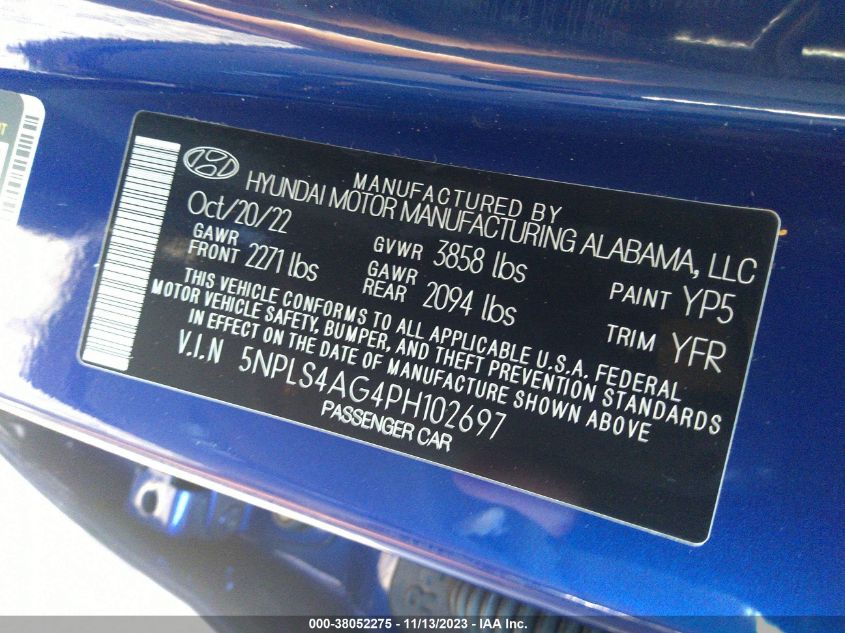 MANUFACTURED BY
HYUNDAI MOTOR MANUFACTURING ALABAMA, LLC
Oct/20/22 GVWR 3858 lbs PAINT YP5
GAWR FRONT 2271 lbs GAWR REAR 2094 lbs TRIM YFR
THIS VEHICLE CONFORMS TO ALL APPLICABLE U.S.A. FEDERAL
MOTOR VEHICLE SAFETY, BUMPER, AND THEFT PREVENTION STANDARDS
IN EFFECT ON THE DATE OF MANUFACTURE SHOWN ABOVE
V.I.N 5NPLS4AG4PH102697
PASSENGER CAR
000-38052275 - 11/13/2023 - IAA Inc.